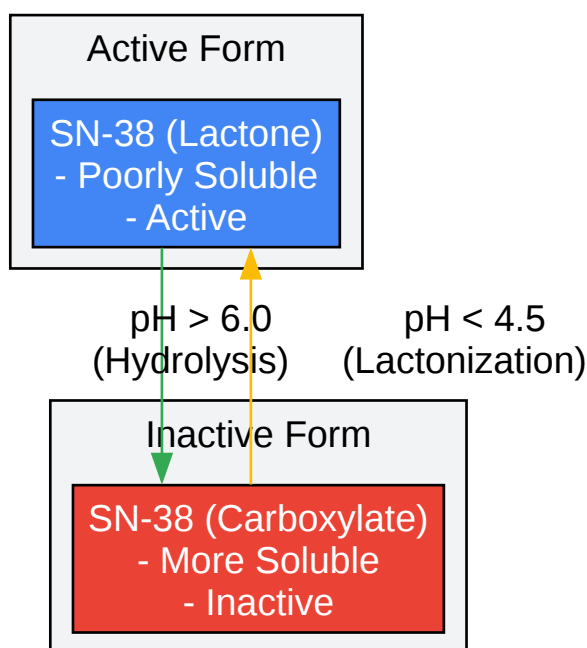 Active Form
SN-38 (Lactone)
- Poorly Soluble
- Active
pH > 6.0
(Hydrolysis)
pH < 4.5
(Lactonization)
Inactive Form
SN-38 (Carboxylate)
- More Soluble
- Inactive